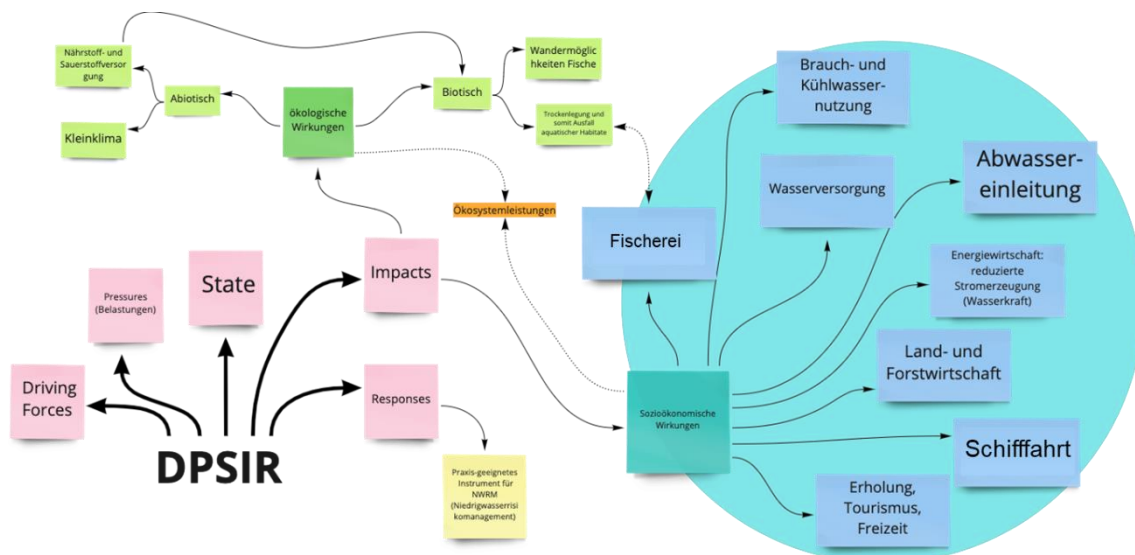 Nährstoff- und
Sauerstoffversor
gung
Abiotisch
Kleinklima
ökologische
Wirkungen
Biotisch
Wandermöglic
hkeiten Fische
Trockenlegung und
somit Ausfall
aquatischer Habitate
Ökosystemleistungen
Fischerei
Brauch- und
Kühlwasser-
nutzung
Wasserversorgung
Abwasser-
einleitung
Energiewirtschaft:
reduzierte
Stromerzeugung
(Wasserkraft)
Land- und
Forstwirtschaft
Schifffahrt
Erholung,
Tourismus,
Freizeit
Sozioökonomische
Wirkungen
Impacts
State
Pressures
(Belastungen)
Driving
Forces
Responses
DPSIR
Praxis-geeignetes
Instrument für
NWRM
(Niedrigwasserrisi
komanagement)